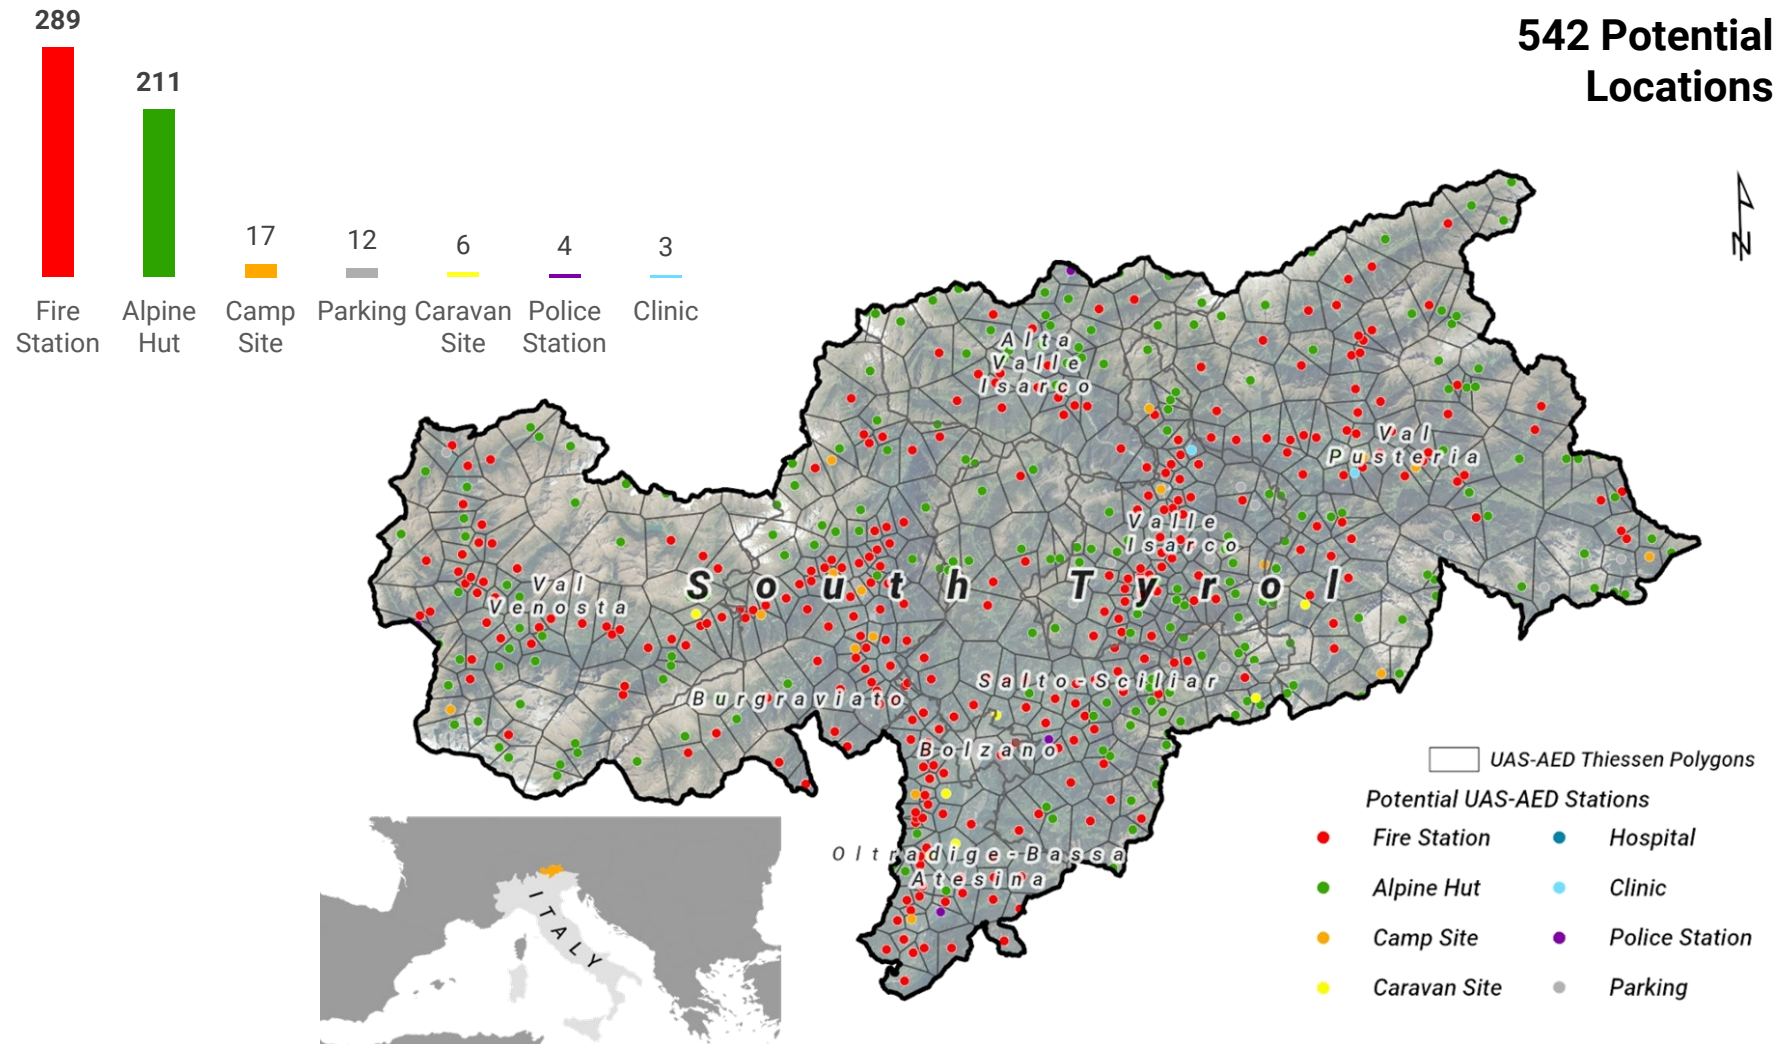 542 Potential
Locations
289
211
17
12
6
4
3
Fire
Station
Alpine
Hut
Camp
Site
Parking
Caravan
Site
Police
Station
Clinic
N
Alta
Valle
Isarco
Val
Pusteria
Valle
Isarco
South Tyrol
Val
Venosta
Burgraviato
Salto-Sciliar
Bolzano
Oltradige-Bassa
Atesina
ITALY
UAS-AED Thiessen Polygons
Potential UAS-AED Stations
Fire Station
Hospital
Alpine Hut
Clinic
Camp Site
Police Station
Caravan Site
Parking